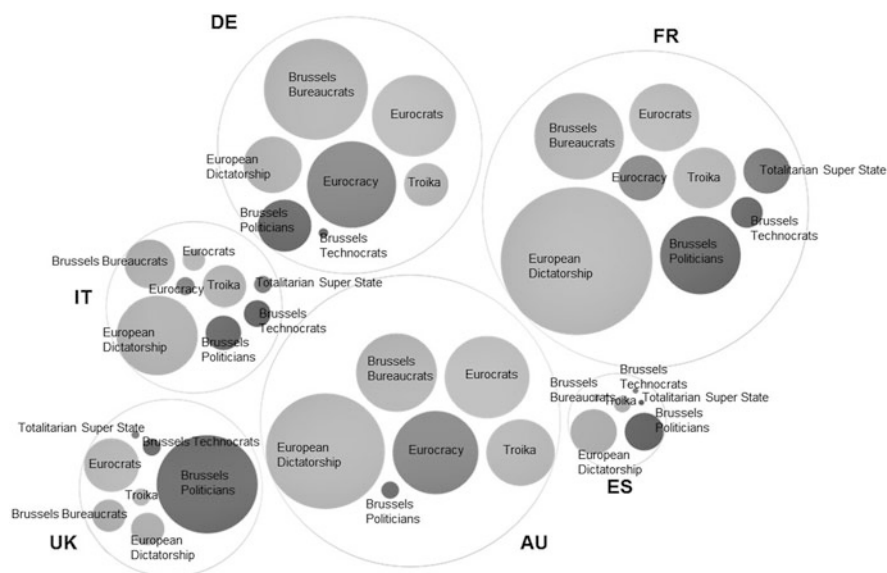 DE
Brussels
Bureaucrats
Eurocrats
European
Dictatorship
Eurocracy
Troika
Brussels
Politicians
Brussels
Technocrats
FR
Brussels
Bureaucrats
Eurocrats
Eurocracy
Troika
Totalitarian Super State
Brussels
Technocrats
European
Dictatorship
Brussels
Politicians
IT
Brussels Bureaucrats
Eurocrats
Eurocracy
Troika
Totalitarian Super State
European
Dictatorship
Brussels
Politicians
Brussels
Technocrats
AU
Brussels
Bureaucrats
Eurocrats
European
Dictatorship
Eurocracy
Troika
Brussels
Politicians
ES
Brussels
Bureaucrats
Brussels
Technocrats
Troika
Totalitarian Super State
Brussels
Politicians
European
Dictatorship
UK
Totalitarian Super State
Brussels Technocrats
Eurocrats
Brussels
Politicians
Troika
Brussels Bureaucrats
European
Dictatorship